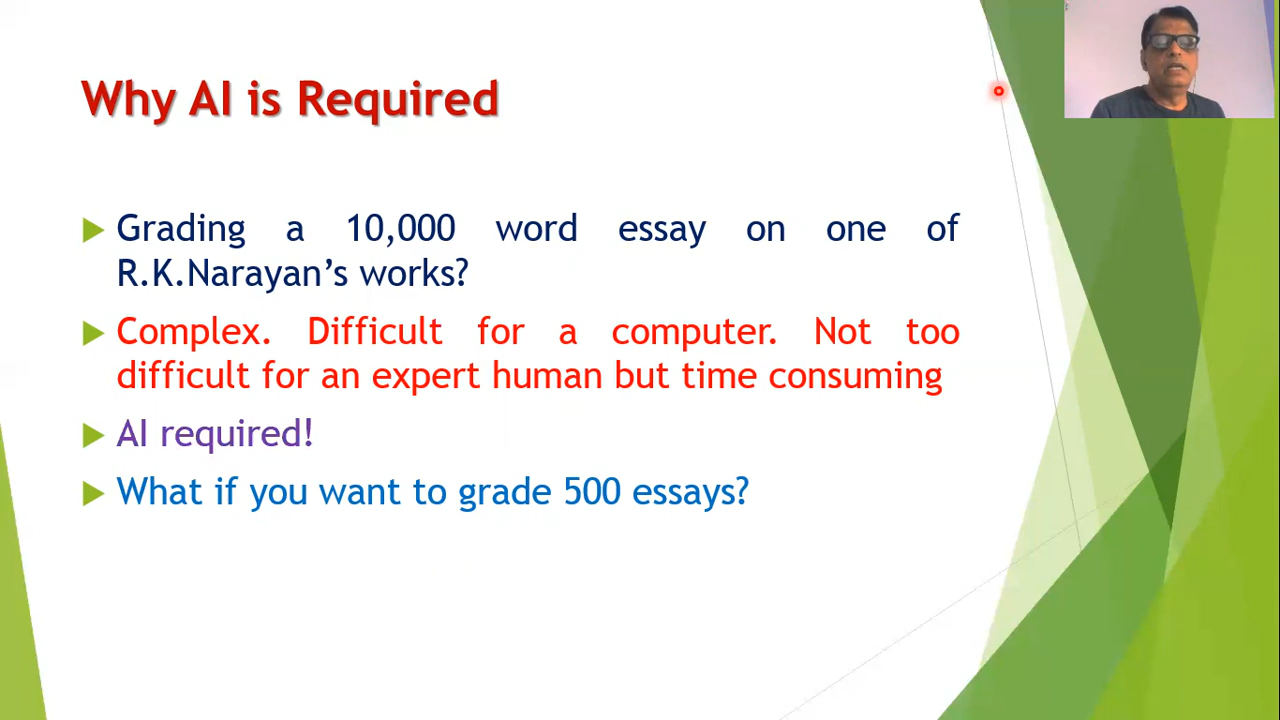 Why AI is Required
Grading a 10,000 word essay on one of
R.K.Narayan’s works?
Complex. Difficult for a computer. Not too
difficult for an expert human but time consuming
AI required!
What if you want to grade 500 essays?